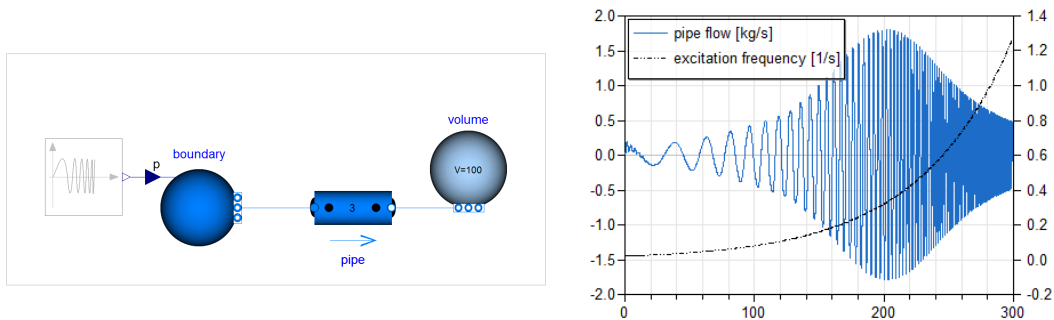 volume
V=100
boundary
p
3
pipe
pipe flow [kg/s]
excitation frequency [1/s]
2.0
1.5
1.0
0.5
0.0
-0.5
-1.0
-1.5
-2.0
1.4
1.2
1.0
0.8
0.6
0.4
0.2
0.0
-0.2
0 100 200 300